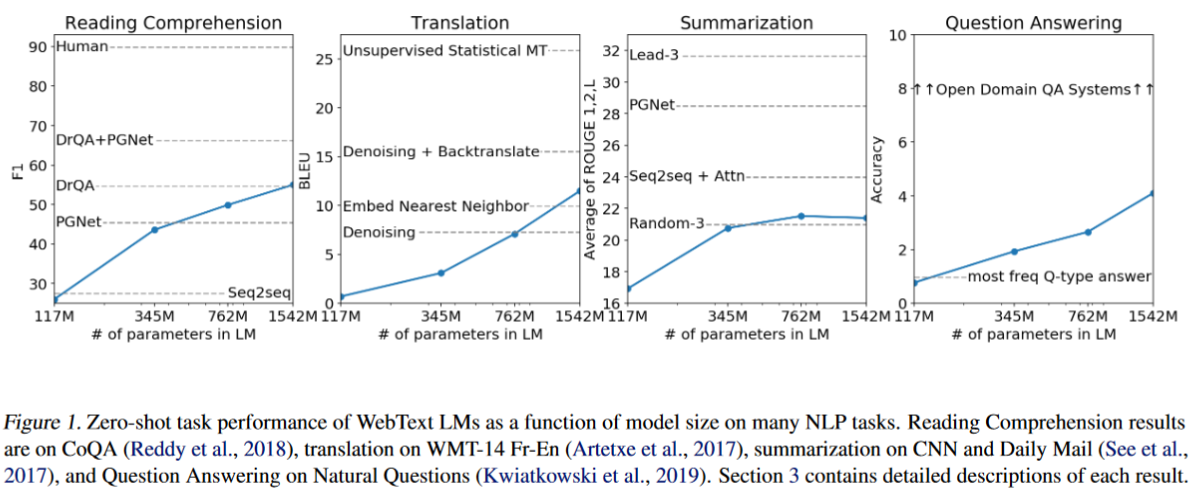 Reading Comprehension
90
80
70
60
50
40
30
F1
Human
DrQA+PGNet
DrQA
PGNet
Seq2seq
117M 345M 762M 1542M
# of parameters in LM
Translation
25
20
15
10
5
0
BLEU
Unsupervised Statistical MT
Denoising + Backtranslate
Embed Nearest Neighbor
Denoising
117M 345M 762M 1542M
# of parameters in LM
Summarization
32
30
28
26
24
22
20
18
16
Average of ROUGE 1,2,L
Lead-3
PGNet
Seq2seq + Attn
Random-3
117M 345M 762M 1542M
# of parameters in LM
Question Answering
10
8
6
4
2
0
Accuracy
↑↑Open Domain QA Systems↑↑
most freq Q-type answer
117M 345M 762M 1542M
# of parameters in LM
Figure 1. Zero-shot task performance of WebText LMs as a function of model size on many NLP tasks. Reading Comprehension results
are on CoQA (Reddy et al., 2018), translation on WMT-14 Fr-En (Artetxe et al., 2017), summarization on CNN and Daily Mail (See et al.,
2017), and Question Answering on Natural Questions (Kwiatkowski et al., 2019). Section 3 contains detailed descriptions of each result.